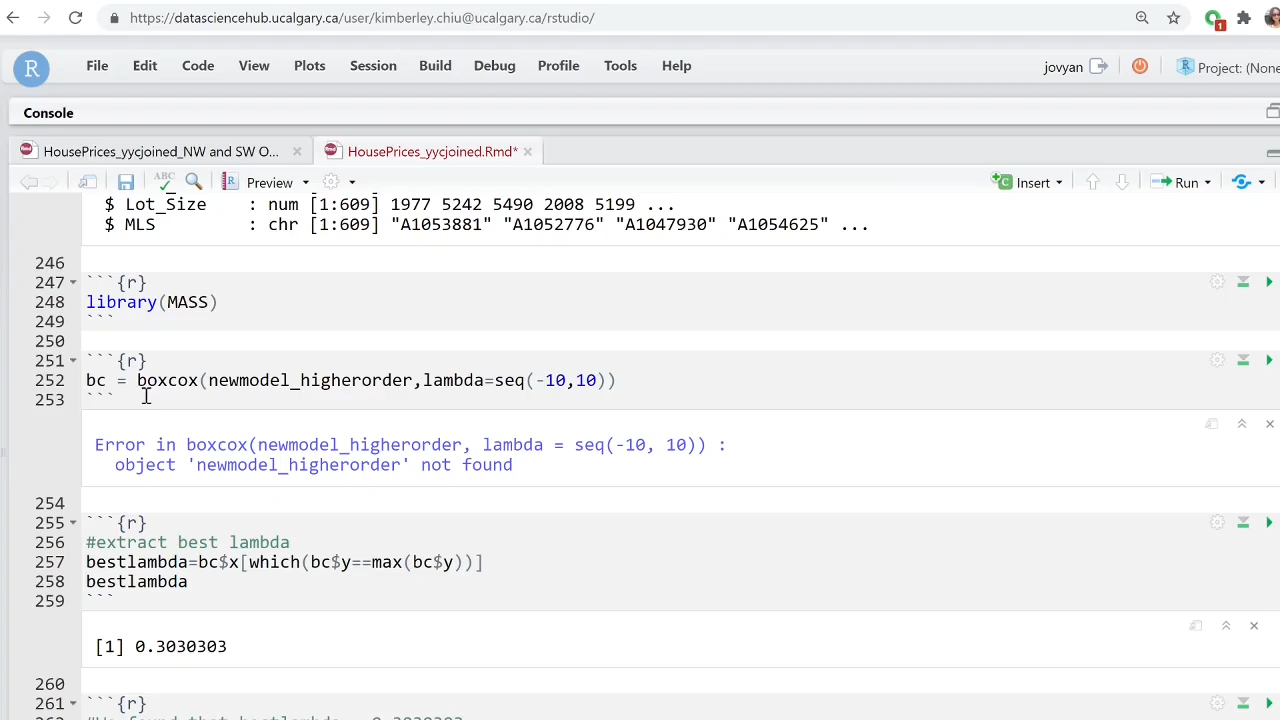 https://datasciencehub.ucalgary.ca/user/kimberley.chiu@ucalgary.ca/rstudio/
1
R File Edit Code View Plots Session Build Debug Profile Tools Help jovyan R Project: (None
Console
HousePrices_yycjoined_NW and SW O... HousePrices_yycjoined.Rmd*
ABC Preview Insert Run
$ Lot_Size : num [1:609] 1977 5242 5490 2008 5199 ...
$ MLS : chr [1:609] "A1053881" "A1052776" "A1047930" "A1054625" ...
246
247 ```{r}
248 library(MASS)
249 ```
250
251 ```{r}
252 bc = boxcox(newmodel_higherorder,lambda=seq(-10,10))
253 ```
Error in boxcox(newmodel_higherorder, lambda = seq(-10, 10)) :
object 'newmodel_higherorder' not found
254
255 ```{r}
256 #extract best lambda
257 bestlambda=bc$x[which(bc$y==max(bc$y))]
258 bestlambda
259 ```
[1] 0.3030303
260
261 ```{r}